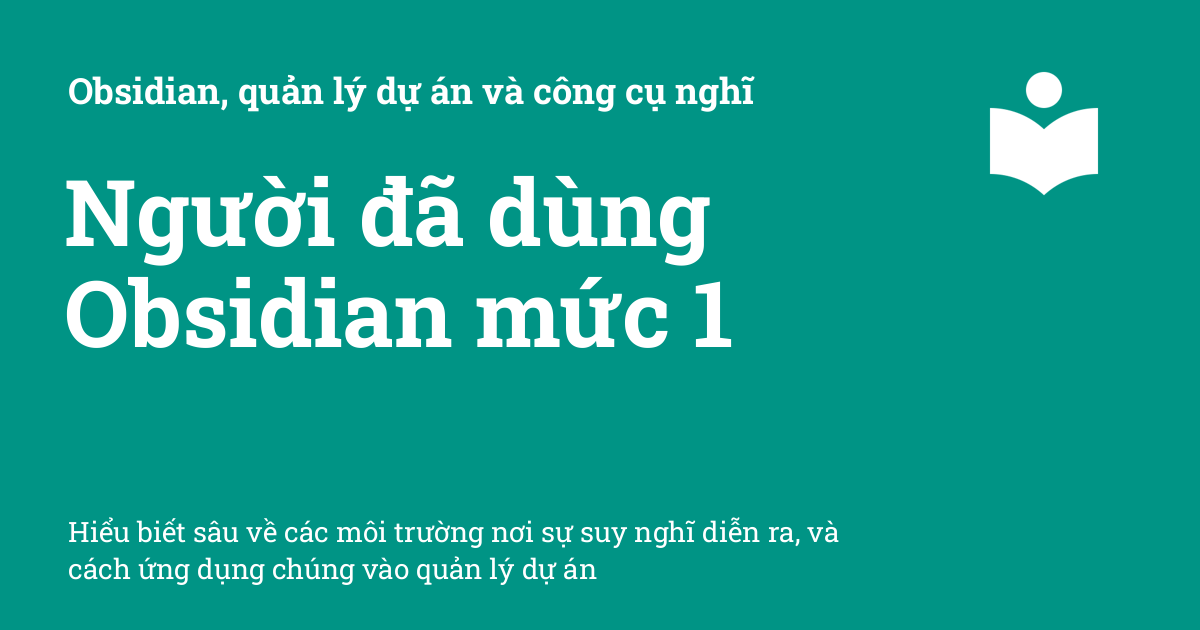 Obsidian, quản lý dự án và công cụ nghĩ
Người đã dùng
Obsidian mức 1
Hiểu biết sâu về các môi trường nơi sự suy nghĩ diễn ra, và
cách ứng dụng chúng vào quản lý dự án